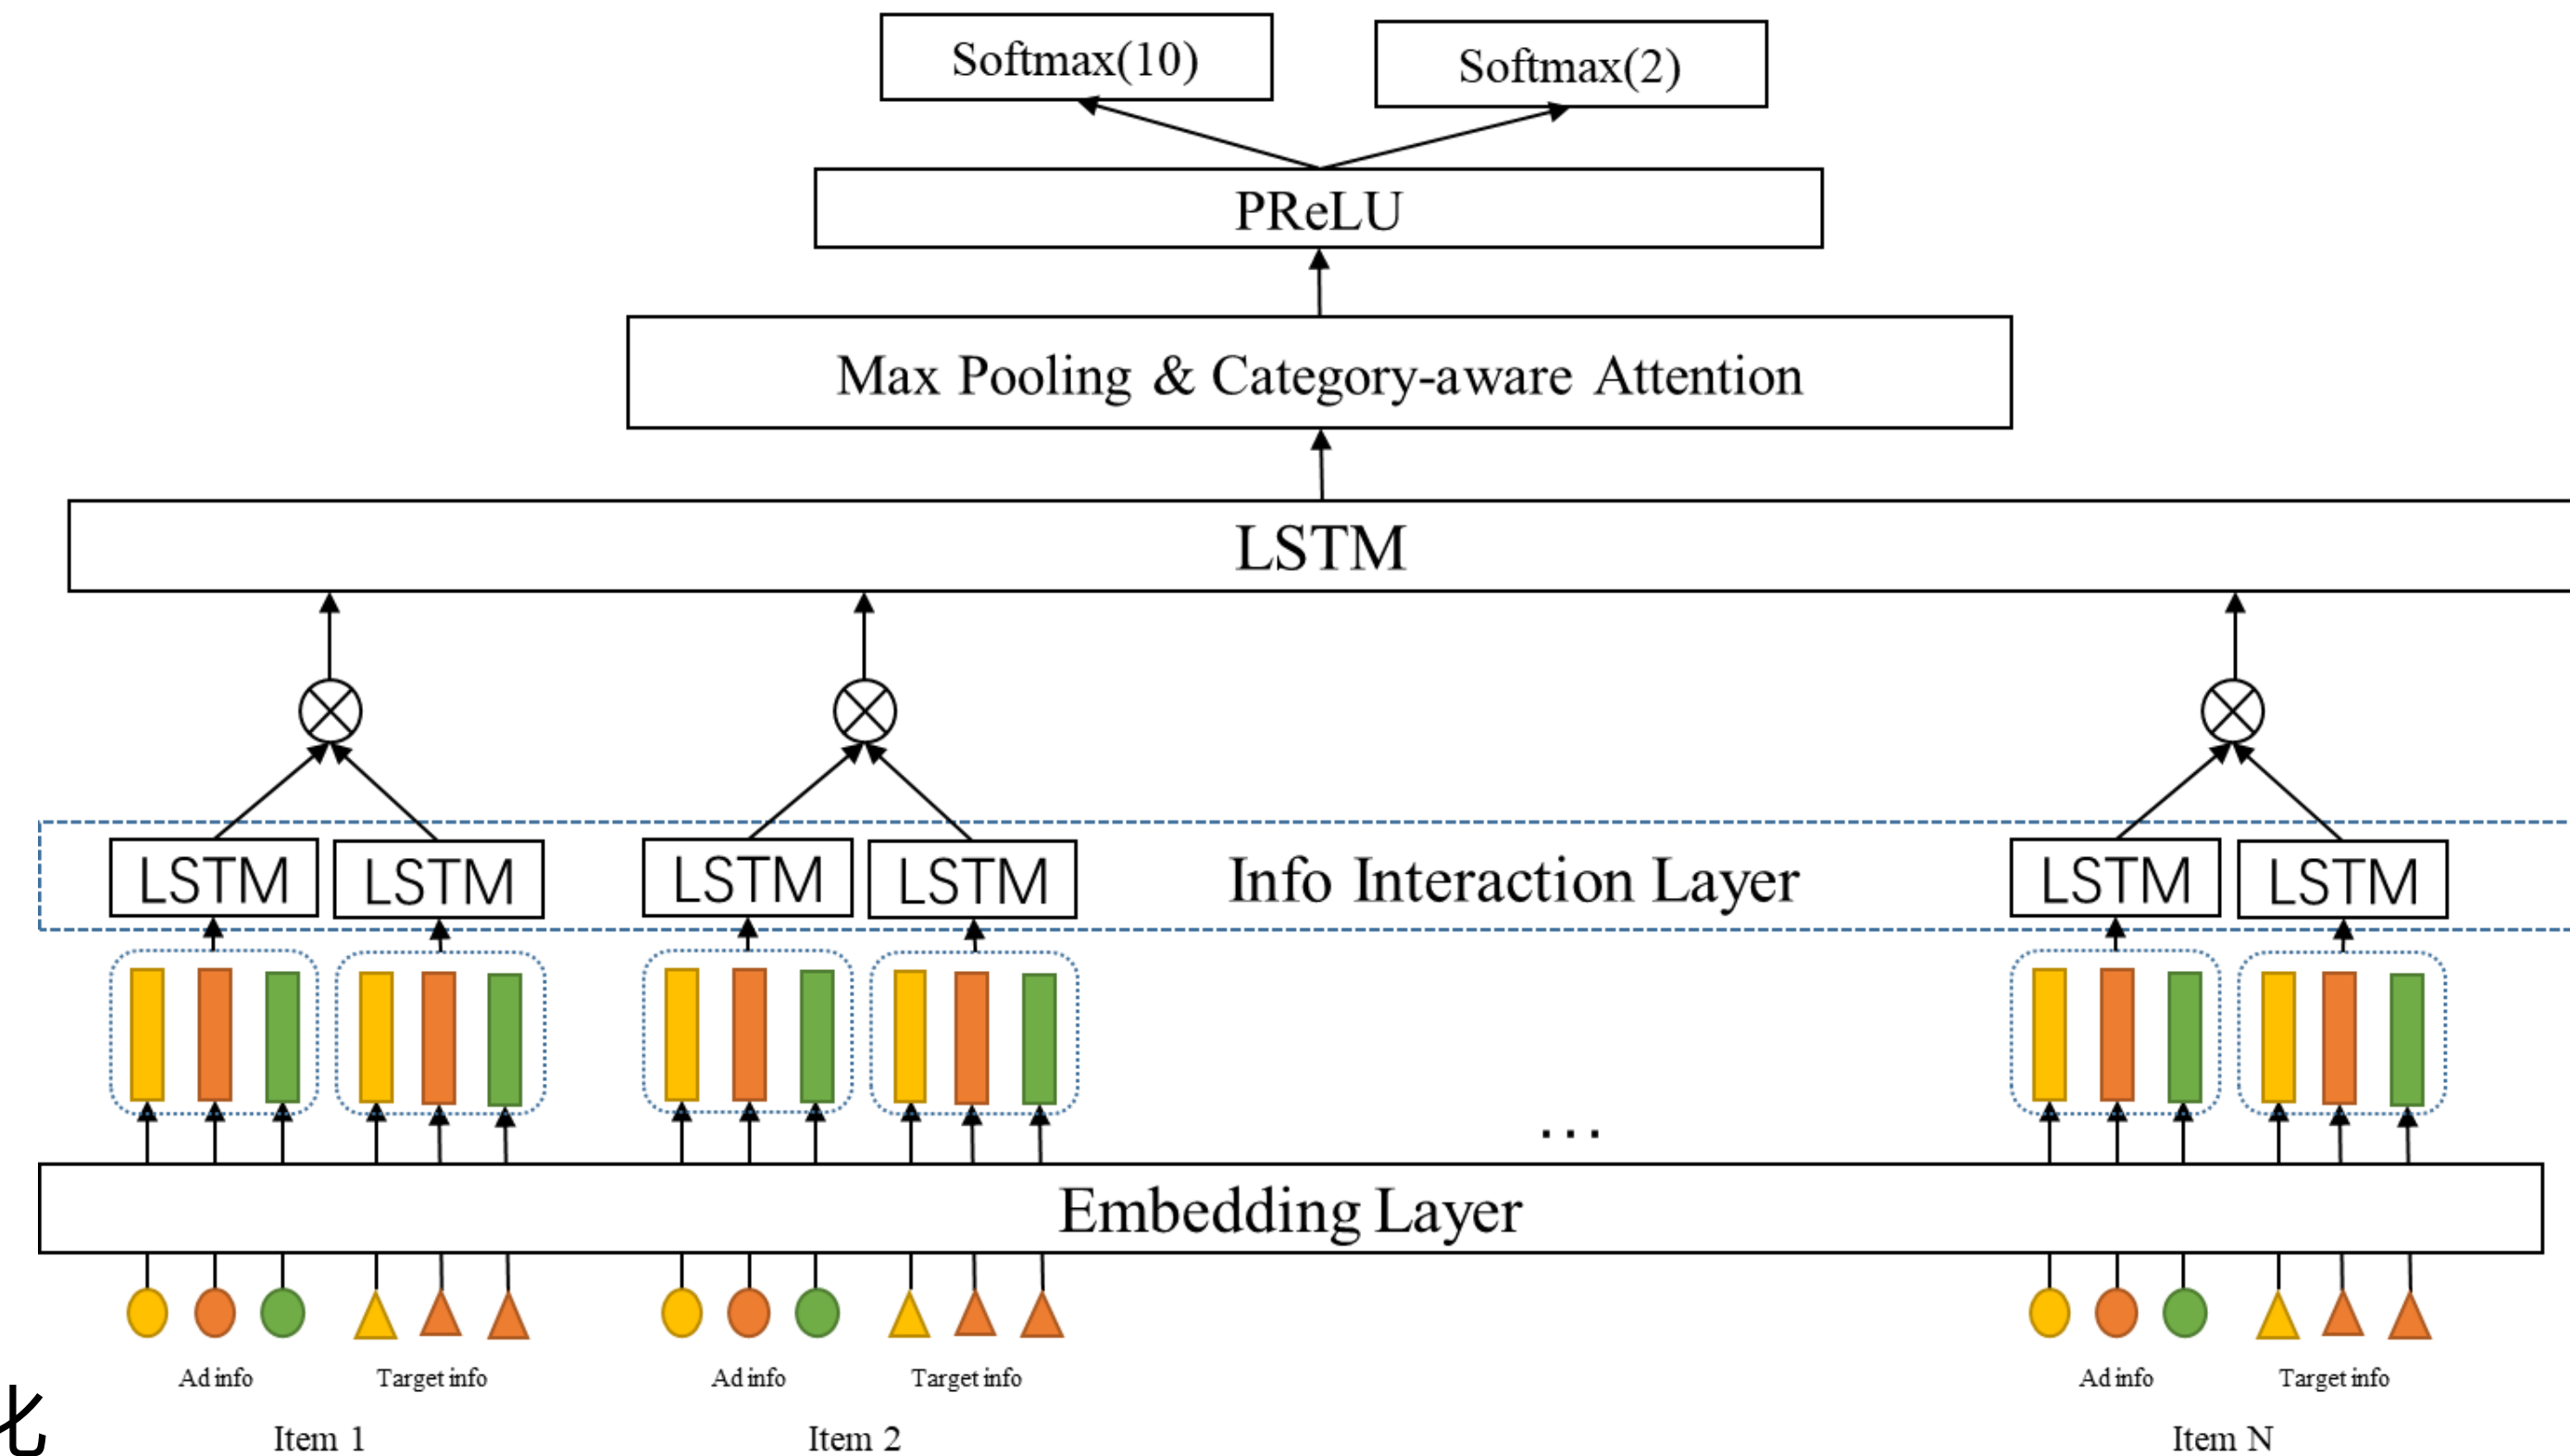 Softmax(10) Softmax(2)
PReLU
Max Pooling & Category-aware Attention
LSTM
LSTM LSTM LSTM LSTM Info Interaction Layer LSTM LSTM
...
Embedding Layer
Ad info Target info Ad info Target info Ad info Target info
Item 1 Item 2 Item N